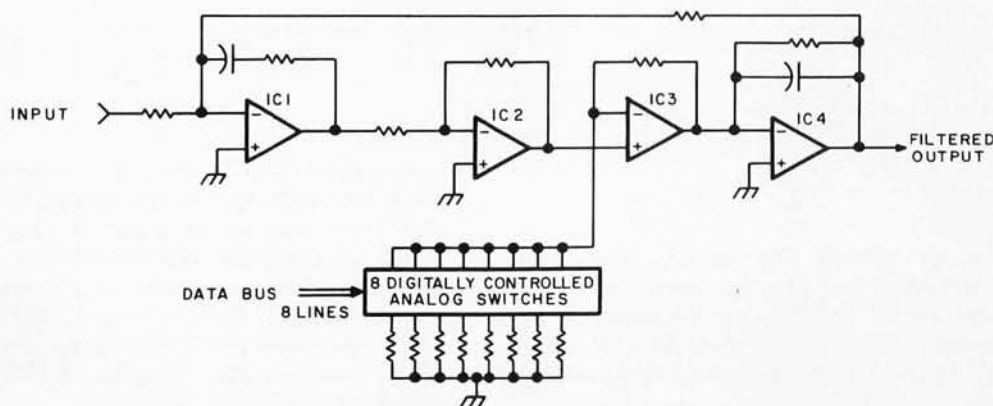 INPUT
IC1
-
+
IC2
-
+
IC3
-
+
IC4
-
+
FILTERED
OUTPUT
DATA BUS
8 LINES
8 DIGITALLY CONTROLLED
ANALOG SWITCHES